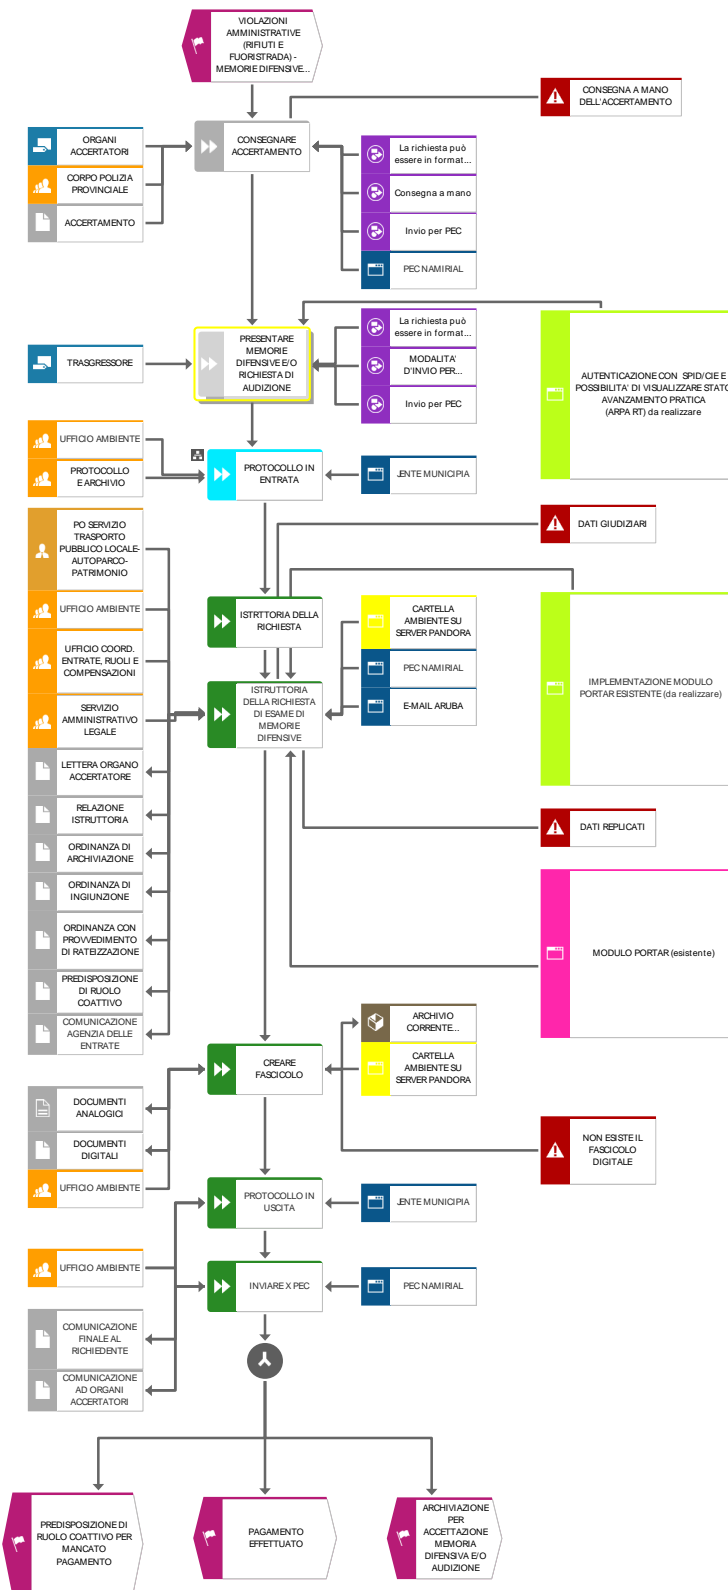 VIOLAZIONI
AMMINISTRATIVE
(RIFIUTI E
FUORISTRADA) -
MEMORIE DIFENSIVE...
CONSEGNA A MANO
DELL'ACCERTAMENTO
ORGANI
ACCERTATORI
CONSEGNARE
ACCERTAMENTO
La richiesta può
essere in format...
CORPO POLIZIA
PROVINCIALE
Consegna a mano
ACCERTAMENTO
Invio per PEC
PEC NAMIRIAL
La richiesta può
essere in format...
PRESENTARE
MEMORIE
DIFENSIVE E/O
RICHIESTA DI
AUDIZIONE
TRASGRESSORE
MODALITA'
D'INVIO PER...
Invio per PEC
AUTENTICAZIONE CON SPID/CIE E
POSSIBILITA' DI VISUALIZZARE STATO
AVANZAMENTO PRATICA
(ARPA RT) da realizzare
UFFICIO AMBIENTE
PROTOCOLLO
E ARCHIVIO
PROTOCOLLO IN
ENTRATA
JENTE MUNICIPIA
PO SERVIZIO
TRASPORTO
PUBBLICO LOCALE-
AUTOPARCO-
PATRIMONIO
DATI GIUDIZIARI
UFFICIO AMBIENTE
ISTRTTORIA DELLA
RICHIESTA
CARTELLA
AMBIENTE SU
SERVER PANDORA
UFFICIO COORD.
ENTRATE, RUOLI E
COMPENSAZIONI
PEC NAMIRIAL
IMPLEMENTAZIONE MODULO
PORTAR ESISTENTE (da realizzare)
SERVIZIO
AMMINISTRATIVO
LEGALE
ISTRUTTORIA
DELLA RICHIESTA
DI ESAME DI
MEMORIE
DIFENSIVE
E-MAIL ARUBA
LETTERA ORGANO
ACCERTATORE
RELAZIONE
ISTRUTTORIA
DATI REPLICATI
ORDINANZA DI
ARCHIVIAZIONE
ORDINANZA DI
INGIUNZIONE
ORDINANZA CON
PROVVEDIMENTO
DI RATEIZZAZIONE
MODULO PORTAR (esistente)
PREDISPOSIZIONE
DI RUOLO
COATTIVO
COMUNICAZIONE
AGENZIA DELLE
ENTRATE
ARCHIVIO
CORRENTE...
CREARE
FASCICOLO
CARTELLA
AMBIENTE SU
SERVER PANDORA
DOCUMENTI
ANALOGICI
DOCUMENTI
DIGITALI
NON ESISTE IL
FASCICOLO
DIGITALE
UFFICIO AMBIENTE
PROTOCOLLO IN
USCITA
JENTE MUNICIPIA
UFFICIO AMBIENTE
INVIARE X PEC
PEC NAMIRIAL
COMUNICAZIONE
FINALE AL
RICHIEDENTE
COMUNICAZIONE
AD ORGANI
ACCERTATORI
PREDISPOSIZIONE DI
RUOLO COATTIVO PER
MANCATO
PAGAMENTO
PAGAMENTO
EFFETTUATO
ARCHIVIAZIONE
PER
ACCETTAZIONE
MEMORIA
DIFENSIVA E/O
AUDIZIONE